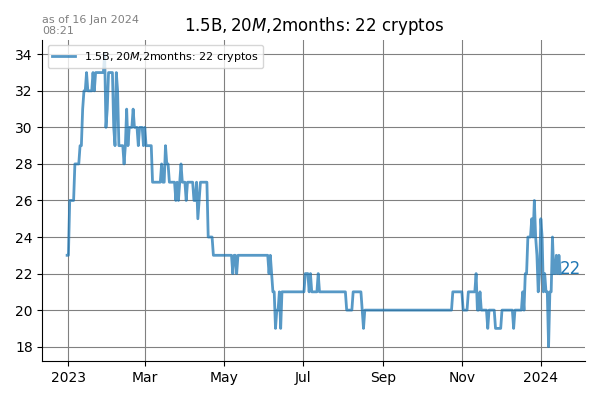 as of 16 Jan 2024
08:21
1.5B, 20M,2months: 22 cryptos
1.5B, 20M,2months: 22 cryptos
34
32
30
28
26
24
22
20
18
22
2023
Mar
May
Jul
Sep
Nov
2024